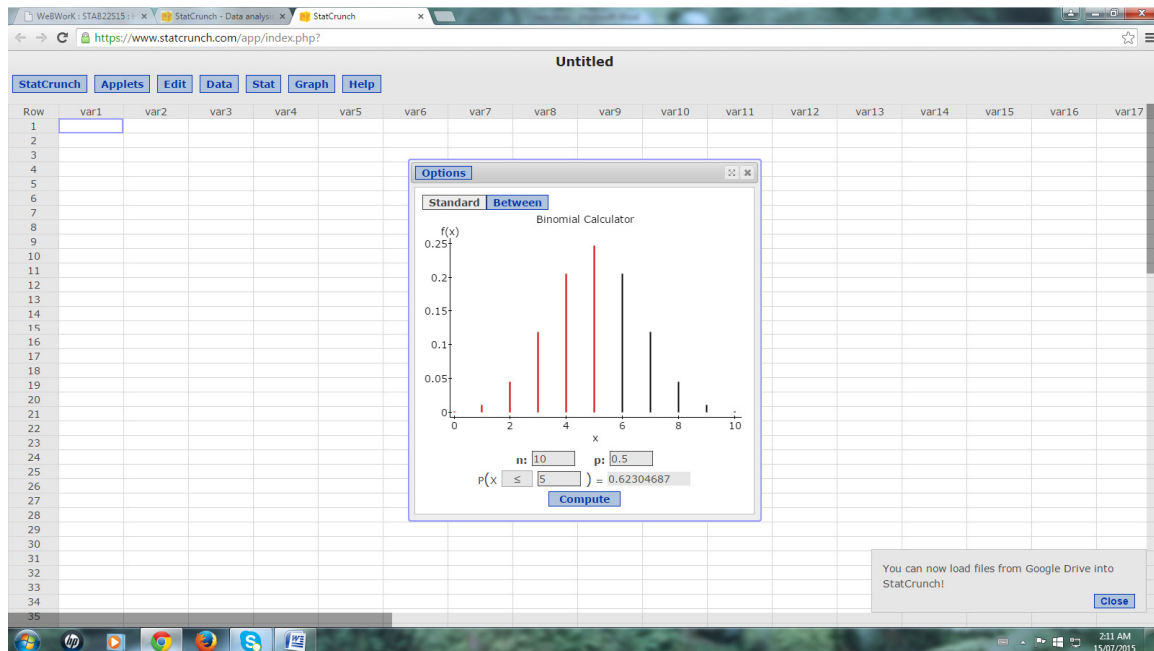 WeBWorK : STAB22S15 : H
StatCrunch - Data analysis
StatCrunch
https://www.statcrunch.com/app/index.php?
Untitled
StatCrunch Applets Edit Data Stat Graph Help
Row var1 var2 var3 var4 var5 var6 var7 var8 var9 var10 var11 var12 var13 var14 var15 var16 var17
1
2
3
4
5
6
7
8
9
10
11
12
13
14
15
16
17
18
19
20
21
22
23
24
25
26
27
28
29
30
31
32
33
34
35
Options
Standard Between
Binomial Calculator
f(x)
0.25
0.2
0.15
0.1
0.05
0
0 2 4 6 8 10
x
n: 10 p: 0.5
P(x ≤ 5 ) = 0.62304687
Compute
You can now load files from Google Drive into
StatCrunch!
Close
hp
2:11 AM
15/07/2015